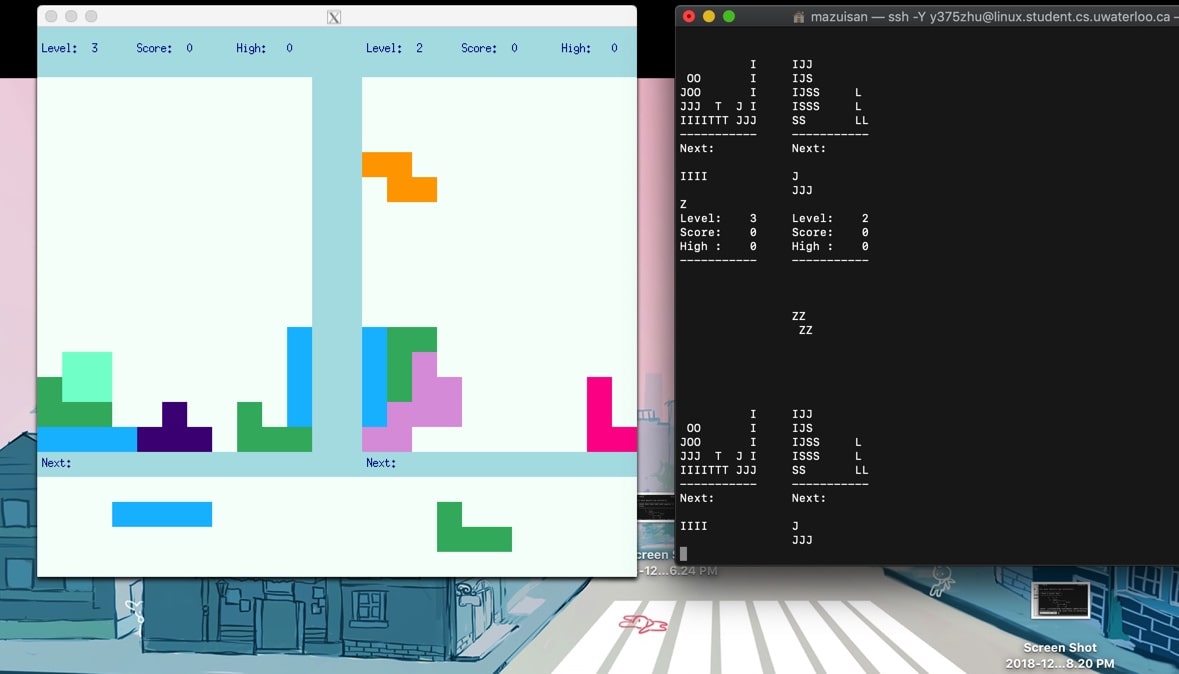 X
Level: 3 Score: 0 High: 0 Level: 2 Score: 0 High: 0
Next: Next:
mazuisan — ssh -Y y375zhu@linux.student.cs.uwaterloo.ca -
I IJJ
OO I IJS
JOO I IJSS L
JJJ T J I ISSS L
IIIITTT JJJ SS LL
----------- -----------
Next: Next:
IIII J
JJJ
Z
Level: 3 Level: 2
Score: 0 Score: 0
High : 0 High : 0
----------- -----------
ZZ
ZZ
I IJJ
OO I IJS
JOO I IJSS L
JJJ T J I ISSS L
IIIITTT JJJ SS LL
----------- -----------
Next: Next:
IIII J
JJJ
creen
-12...6.24 PM
Screen Shot
2018-12...8.20 PM